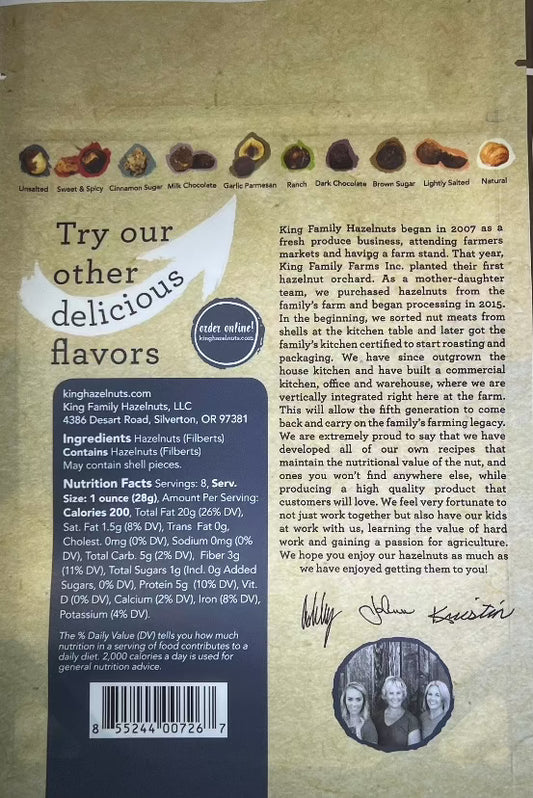 Unsalted Sweet & Spicy Cinnamon Sugar Milk Chocolate Garlic Parmesan Ranch Dark Chocolate Brown Sugar Lightly Salted Natural
Try our
other
delicious
flavors
order online!
kinghazelnuts.com
kinghazelnuts.com
King Family Hazelnuts, LLC
4386 Desart Road, Silverton, OR 97381
Ingredients Hazelnuts (Filberts)
Contains Hazelnuts (Filberts)
May contain shell pieces.
Nutrition Facts Servings: 8, Serv.
Size: 1 ounce (28g), Amount Per Serving:
Calories 200, Total Fat 20g (26% DV),
Sat. Fat 1.5g (8% DV), Trans Fat 0g,
Cholest. 0mg (0% DV), Sodium 0mg (0%
DV), Total Carb. 5g (2% DV), Fiber 3g
(11% DV), Total Sugars 1g (Incl. 0g Added
Sugars, 0% DV), Protein 5g (10% DV), Vit.
D (0% DV), Calcium (2% DV), Iron (8% DV),
Potassium (4% DV).
The % Daily Value (DV) tells you how much
nutrition in a serving of food contributes to a
daily diet. 2,000 calories a day is used for
general nutrition advice.
8 55244 00726 7
King Family Hazelnuts began in 2007 as a
fresh produce business, attending farmers
markets and having a farm stand. That year,
King Family Farms Inc. planted their first
hazelnut orchard. As a mother-daughter
team, we purchased hazelnuts from the
family's farm and began processing in 2015.
In the beginning, we sorted nut meats from
shells at the kitchen table and later got the
family's kitchen certified to start roasting and
packaging. We have since outgrown the
house kitchen and have built a commercial
kitchen, office and warehouse, where we are
vertically integrated right here at the farm.
This will allow the fifth generation to come
back and carry on the family's farming legacy.
We are extremely proud to say that we have
developed all of our own recipes that
maintain the nutritional value of the nut, and
ones you won't find anywhere else, while
producing a high quality product that
customers will love. We feel very fortunate to
not just work together but also have our kids
at work with us, learning the value of hard
work and gaining a passion for agriculture.
We hope you enjoy our hazelnuts as much as
we have enjoyed getting them to you!
Kristin